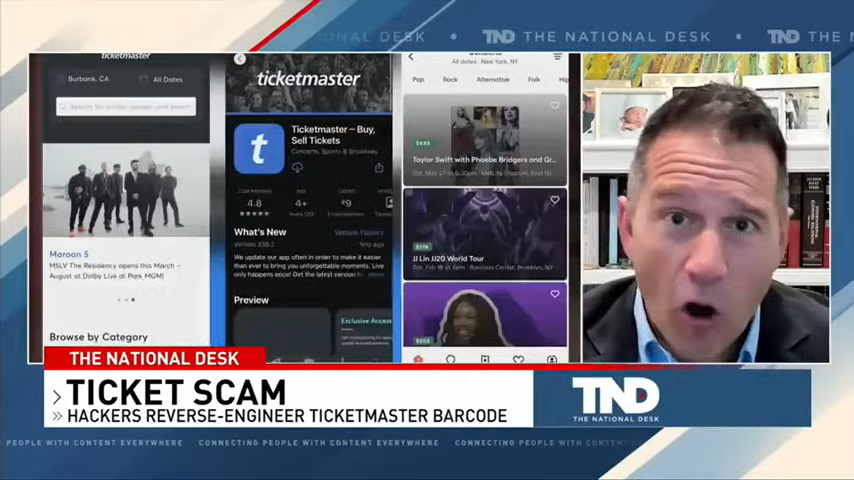 NAL DESK
TND THE NATIONAL DESK
TND THE N
ticketmaster
Burbank, CA
All Dates
Maroon 5
M5LV The Residency opens this March –
August at Dolby Live at Park MGM!
Browse by Category
ticketmaster
t
Ticketmaster – Buy,
Sell Tickets
Concerts, Sports & Broadway
4.8
4+
#9
What's New
Version History
We update our app often in order to make it easier
than ever to bring you unforgettable moments. Live
only happens once! Get the latest version to
Preview
Exclusive Access
All dates · New York, NY
Pop
Rock
Alternative
Folk
Hip
Taylor Swift with Phoebe Bridgers and Gr...
JJ Lin JJ20 World Tour
THE NATIONAL DESK
TICKET SCAM
HACKERS REVERSE-ENGINEER TICKETMASTER BARCODE
TND
THE NATIONAL DESK
PEOPLE WITH CONTENT EVERYWHERE
CONNECTING PEOPLE WITH CONTENT EVERYWHERE
CONNECTING PEOPLE WITH CONTENT EVERYW